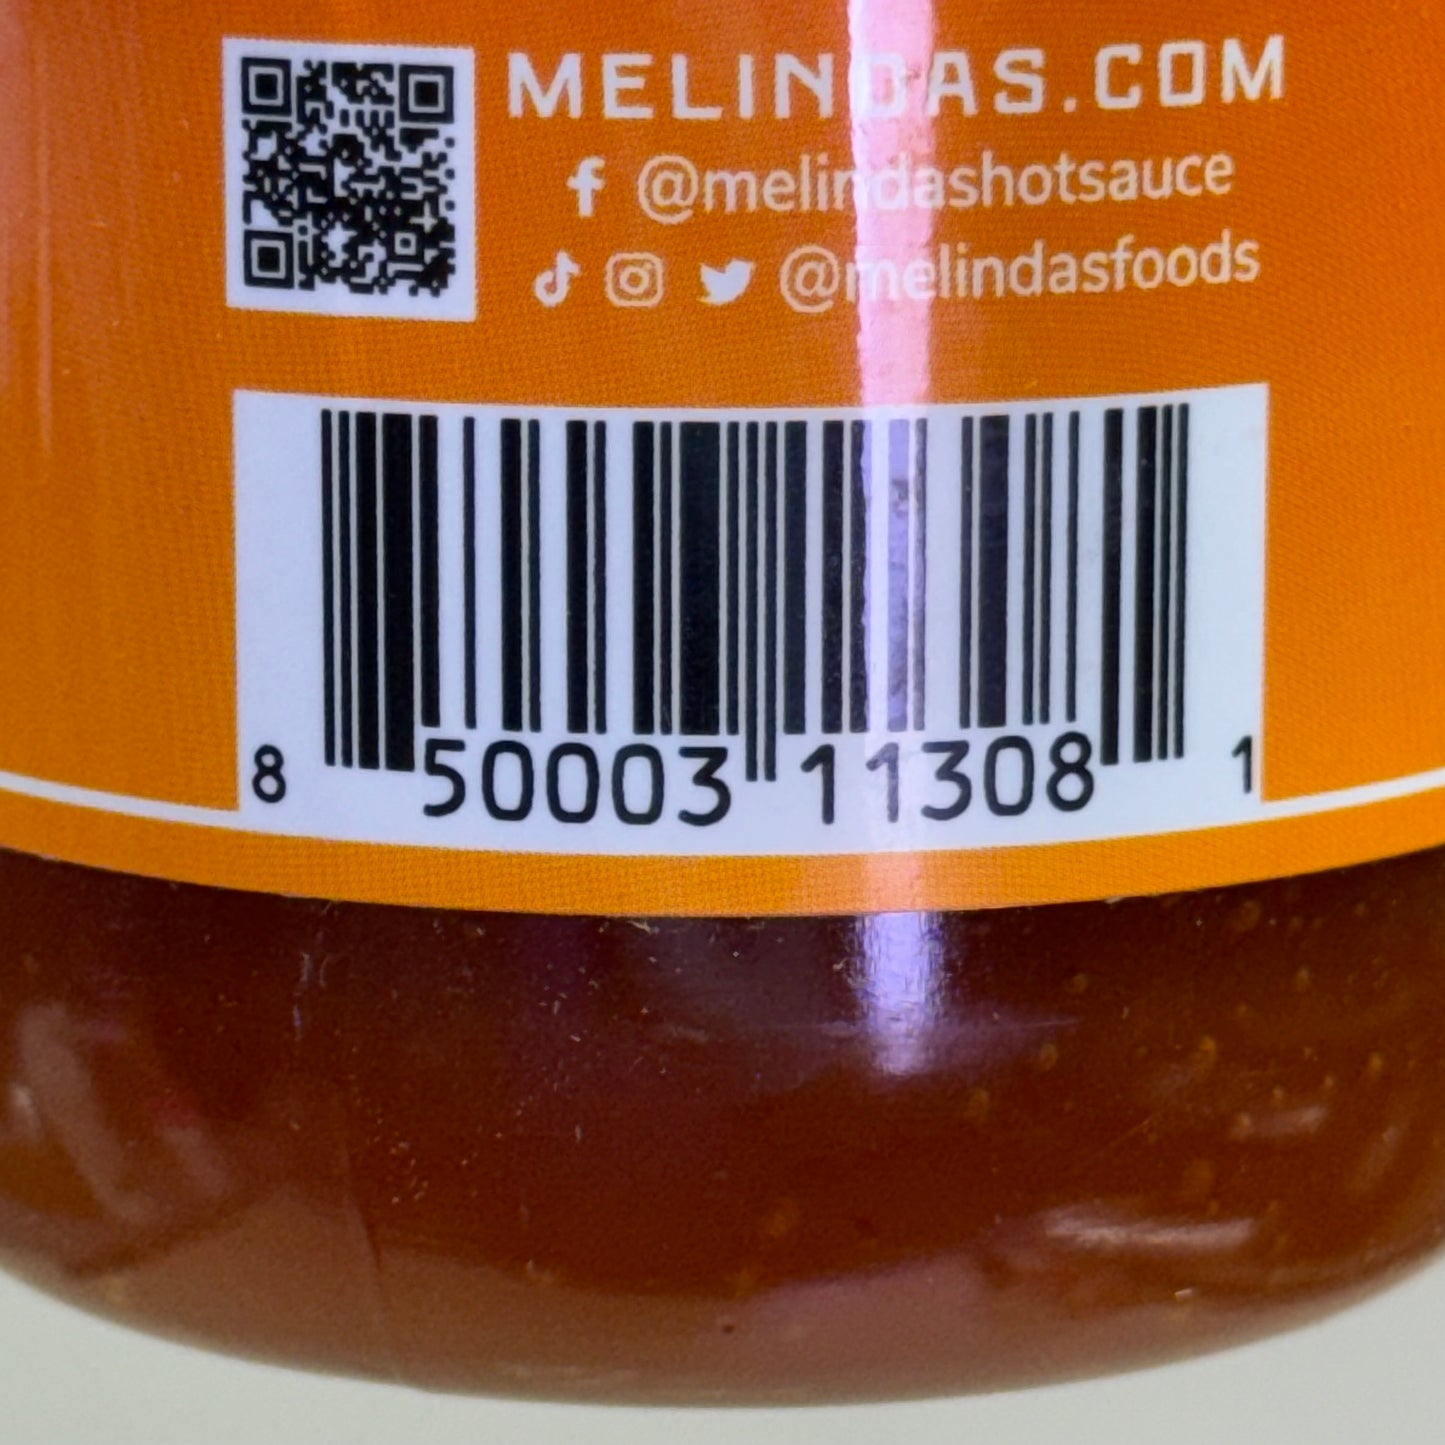 MELINDAS.COM
@melindashotsauce
@melindasfoods
8 50003 11308 1